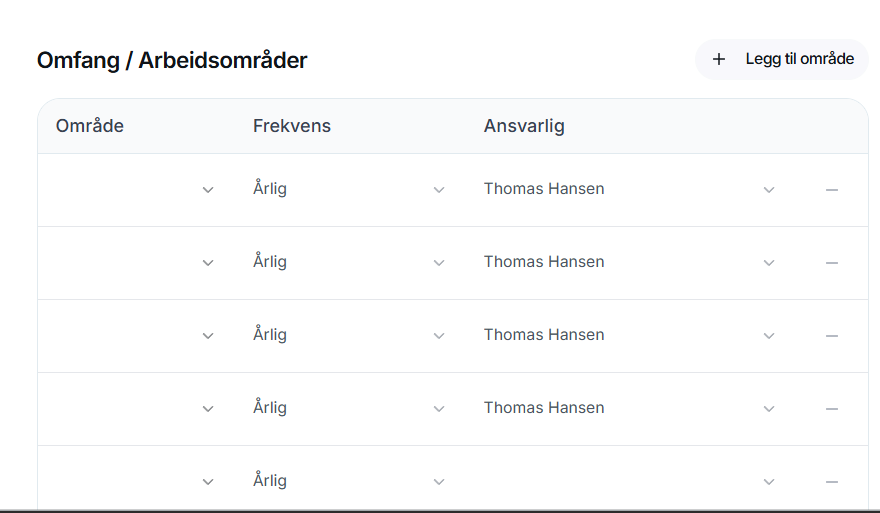 Omfang / Arbeidsområder
+ Legg til område
Område Frekvens Ansvarlig
Årlig Thomas Hansen
Årlig Thomas Hansen
Årlig Thomas Hansen
Årlig Thomas Hansen
Årlig